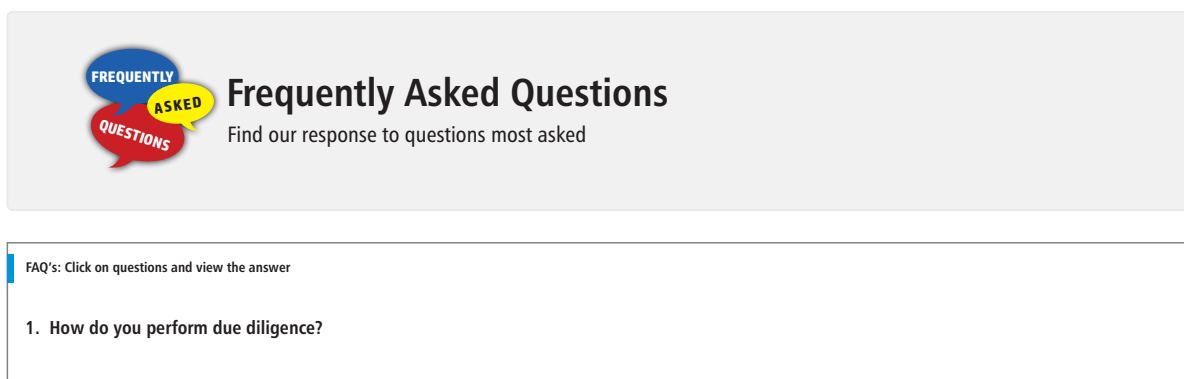 FREQUENTLY
ASKED
QUESTIONS
Frequently Asked Questions
Find our response to questions most asked
FAQ's: Click on questions and view the answer
1. How do you perform due diligence?